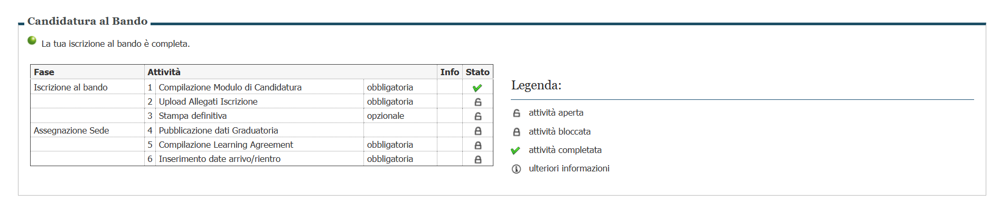 Candidatura al Bando
La tua iscrizione al bando è completa.
Fase Attività Info Stato
Iscrizione al bando 1 Compilazione Modulo di Candidatura obbligatoria
2 Upload Allegati Iscrizione obbligatoria
3 Stampa definitiva opzionale
Assegnazione Sede 4 Pubblicazione dati Graduatoria
5 Compilazione Learning Agreement obbligatoria
6 Inserimento date arrivo/rientro obbligatoria
Legenda:
attività aperta
attività bloccata
attività completata
ulteriori informazioni